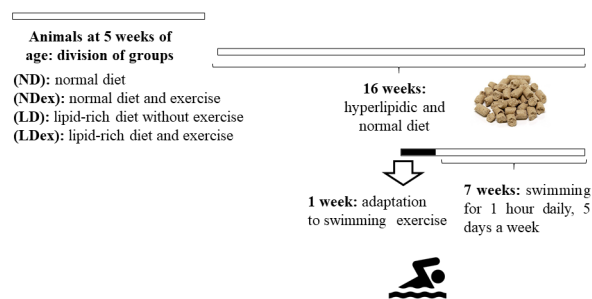 Animals at 5 weeks of
age: division of groups
(ND): normal diet
(NDex): normal diet and exercise
(LD): lipid-rich diet without exercise
(LDex): lipid-rich diet and exercise
16 weeks:
hyperlipidic and
normal diet
1 week: adaptation
to swimming exercise
7 weeks: swimming
for 1 hour daily, 5
days a week